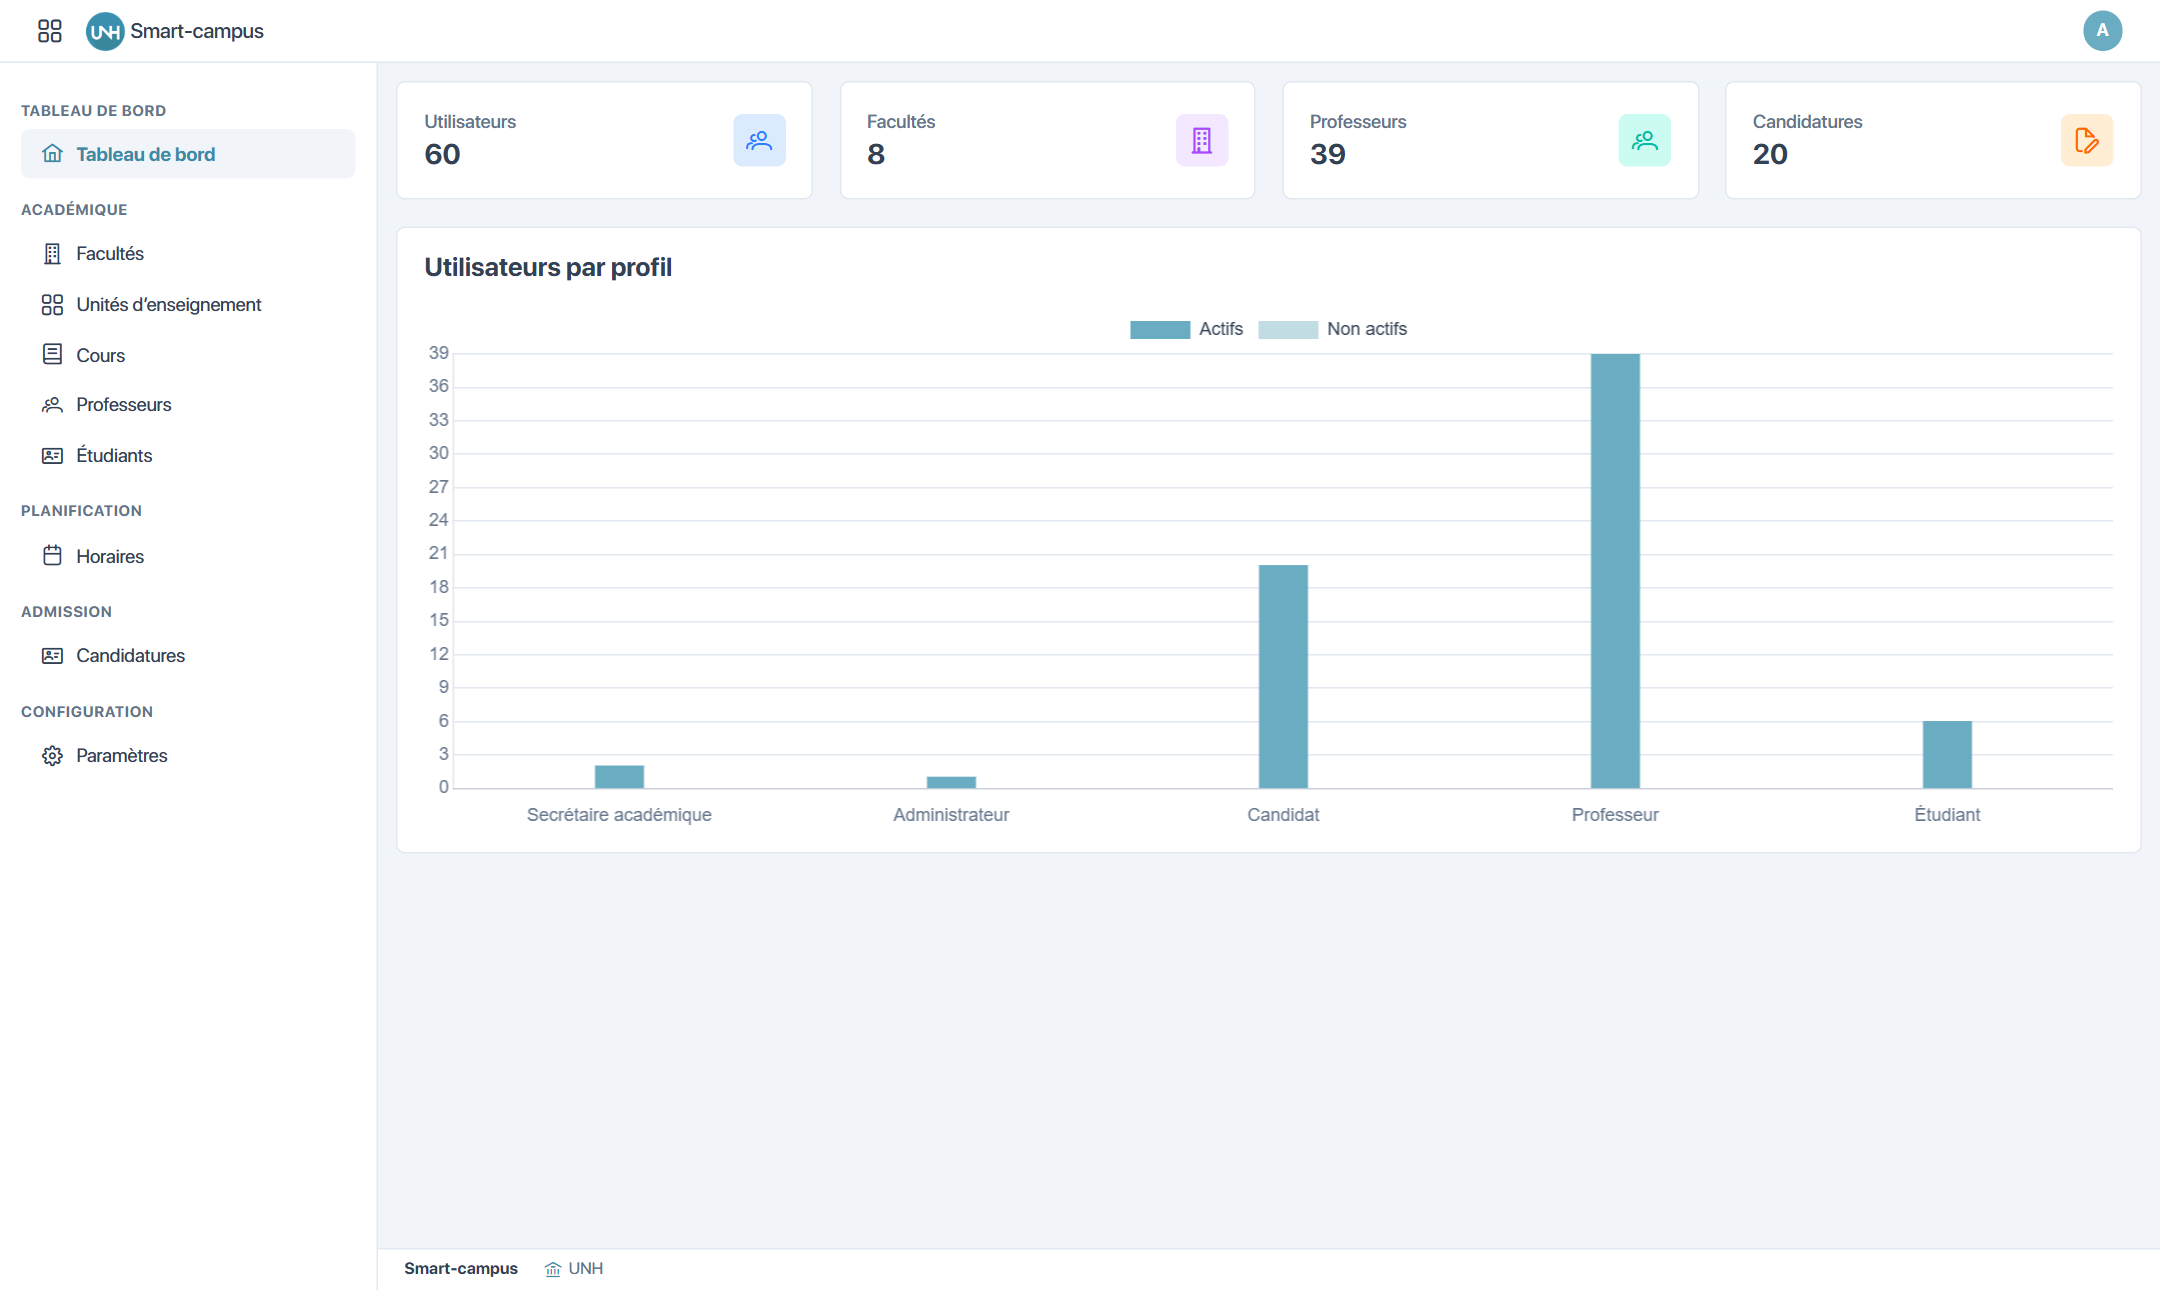 UNH Smart-campus
A
TABLEAU DE BORD
Tableau de bord
ACADÉMIQUE
Facultés
Unités d'enseignement
Cours
Professeurs
Étudiants
PLANIFICATION
Horaires
ADMISSION
Candidatures
CONFIGURATION
Paramètres
Utilisateurs
60
Facultés
8
Professeurs
39
Candidatures
20
Utilisateurs par profil
Actifs Non actifs
39
36
33
30
27
24
21
18
15
12
9
6
3
0
Secrétaire académique Administrateur Candidat Professeur Étudiant
Smart-campus UNH